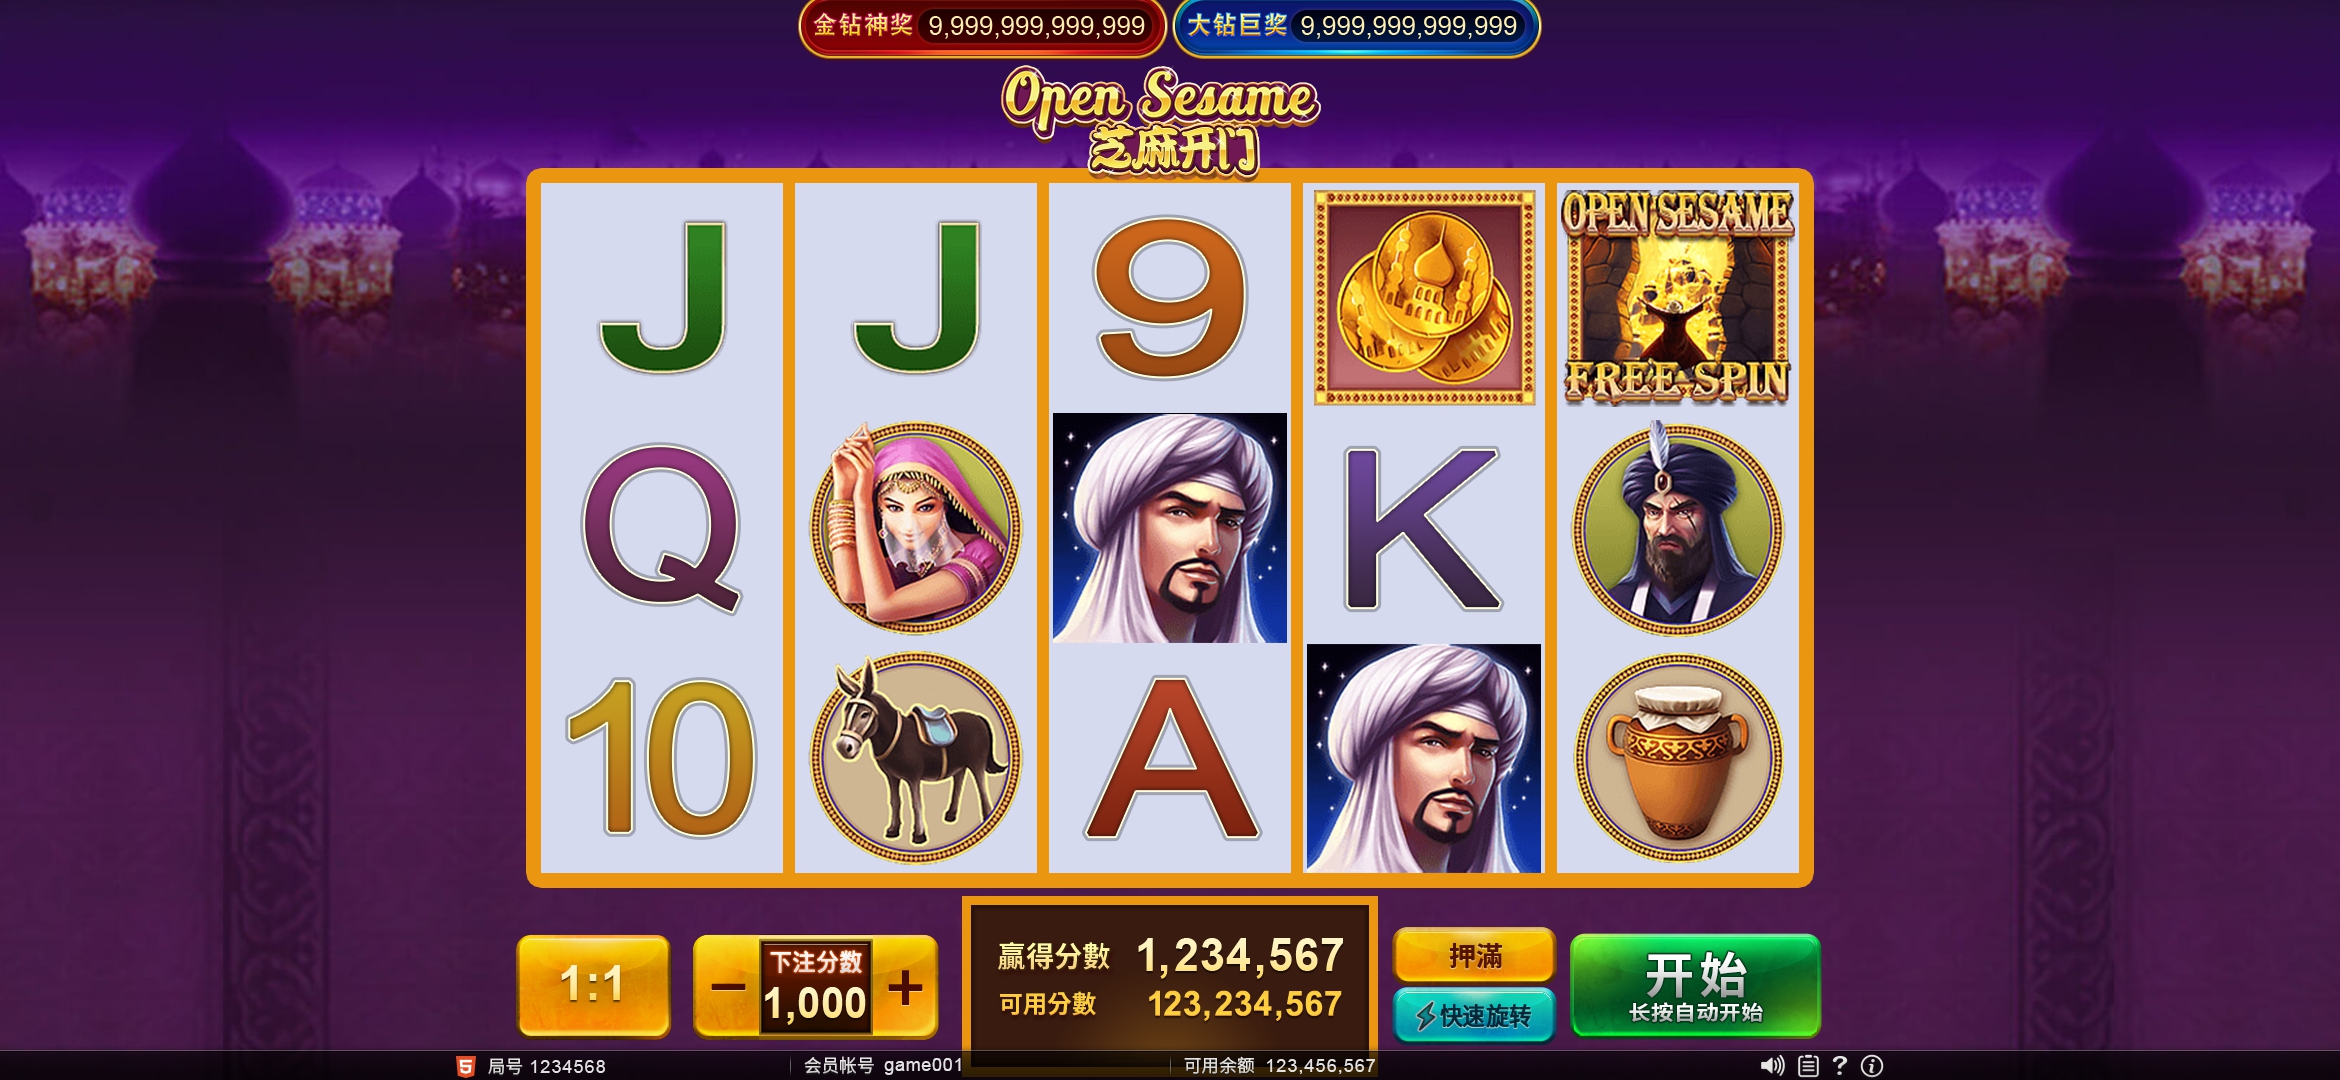 金钻神奖 9,999,999,999,999
大钻巨奖 9,999,999,999,999
Open Sesame
芝麻开门
J J 9
OPEN SESAME
FREE SPIN
Q K
10 A
1:1
− 下注分数 +
1,000
贏得分數 1,234,567
可用分數 123,234,567
押滿
快速旋转
开始
长按自动开始
5 局号 1234568
会员帐号 game001
可用余额 123,456,567
? i